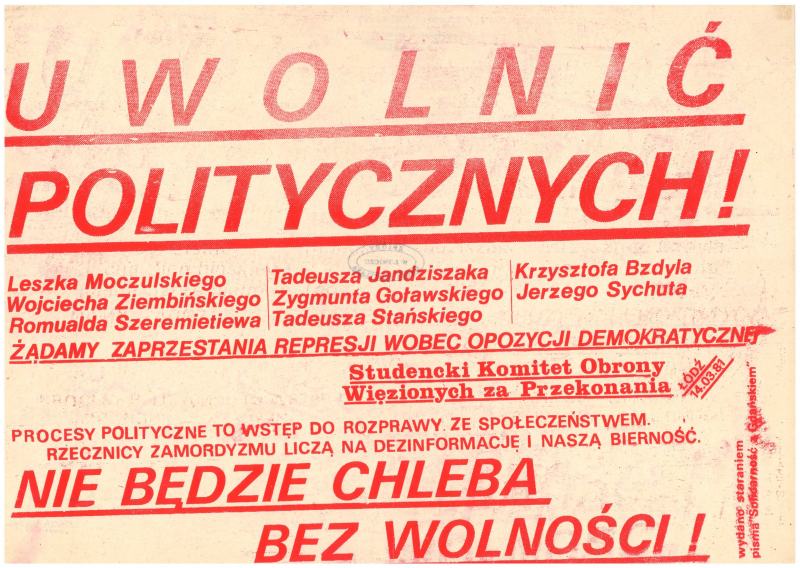 UWOLNIĆ
POLITYCZNYCH!
Leszka Moczulskiego
Wojciecha Ziembińskiego
Romualda Szeremietiewa
Tadeusza Jandziszaka
Zygmunta Goławskiego
Tadeusza Stańskiego
Krzysztofa Bzdyla
Jerzego Sychuta
ŻĄDAMY ZAPRZESTANIA REPRESJI WOBEC OPOZYCJI DEMOKRATYCZNEJ
Studencki Komitet Obrony
Więzionych za Przekonania
ŁÓDŹ
14.03.81
PROCESY POLITYCZNE TO WSTĘP DO ROZPRAWY ZE SPOŁECZEŃSTWEM.
RZECZNICY ZAMORDYZMU LICZĄ NA DEZINFORMACJĘ I NASZĄ BIERNOŚĆ.
NIE BĘDZIE CHLEBA
BEZ WOLNOŚCI!
wydano staraniem
pisma "Solidarność z Gdańskiem"